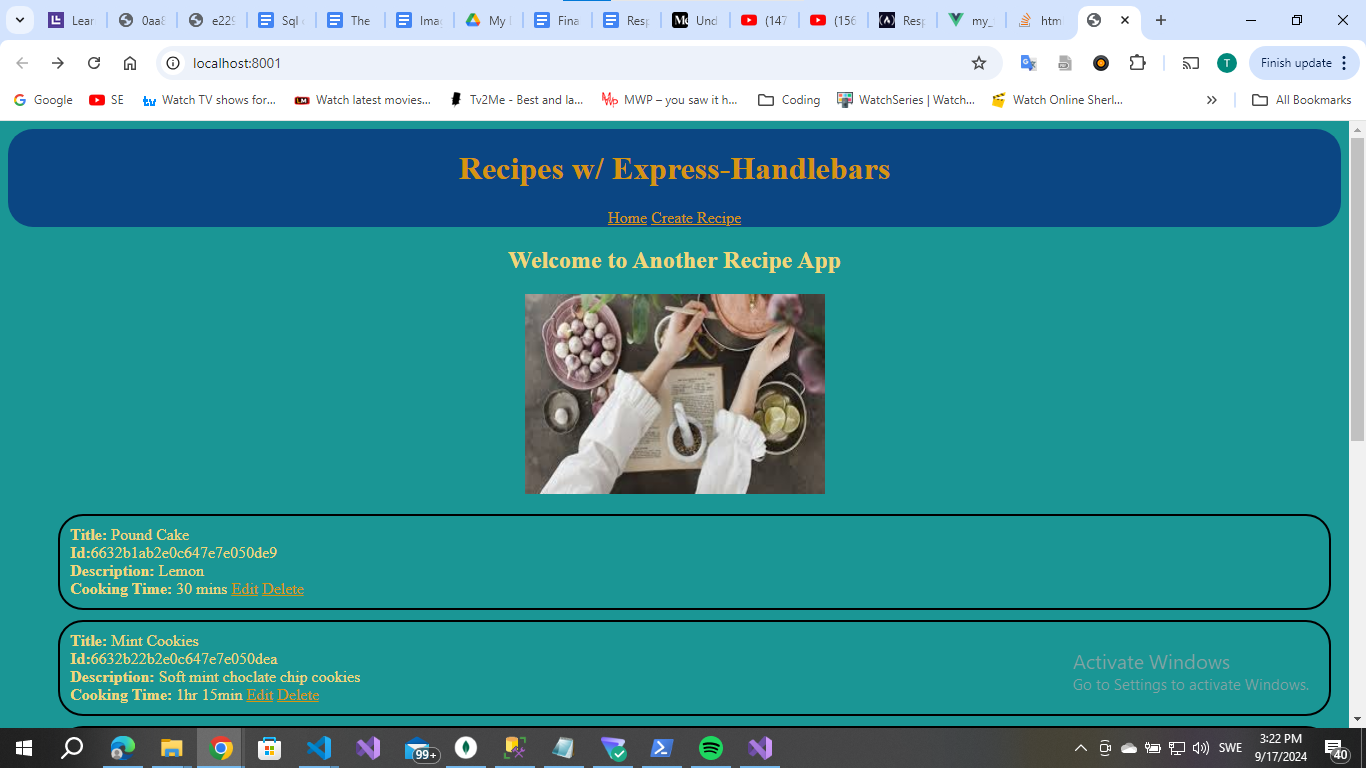 Lear
0aa8
e229
Sql
The
Ima
My
Fina
Resp
Und
(147
(156
Resp
my_
htm
localhost:8001
T
Finish update
Google
SE
Watch TV shows for...
Watch latest movies...
Tv2Me - Best and la...
MWP – you saw it h...
Coding
WatchSeries | Watch...
Watch Online Sherl...
All Bookmarks
Recipes w/ Express-Handlebars
Home Create Recipe
Welcome to Another Recipe App
Title: Pound Cake
Id:6632b1ab2e0c647e7e050de9
Description: Lemon
Cooking Time: 30 mins Edit Delete
Title: Mint Cookies
Id:6632b22b2e0c647e7e050dea
Description: Soft mint choclate chip cookies
Cooking Time: 1hr 15min Edit Delete
Activate Windows
Go to Settings to activate Windows.
99+
SWE
3:22 PM
9/17/2024
40